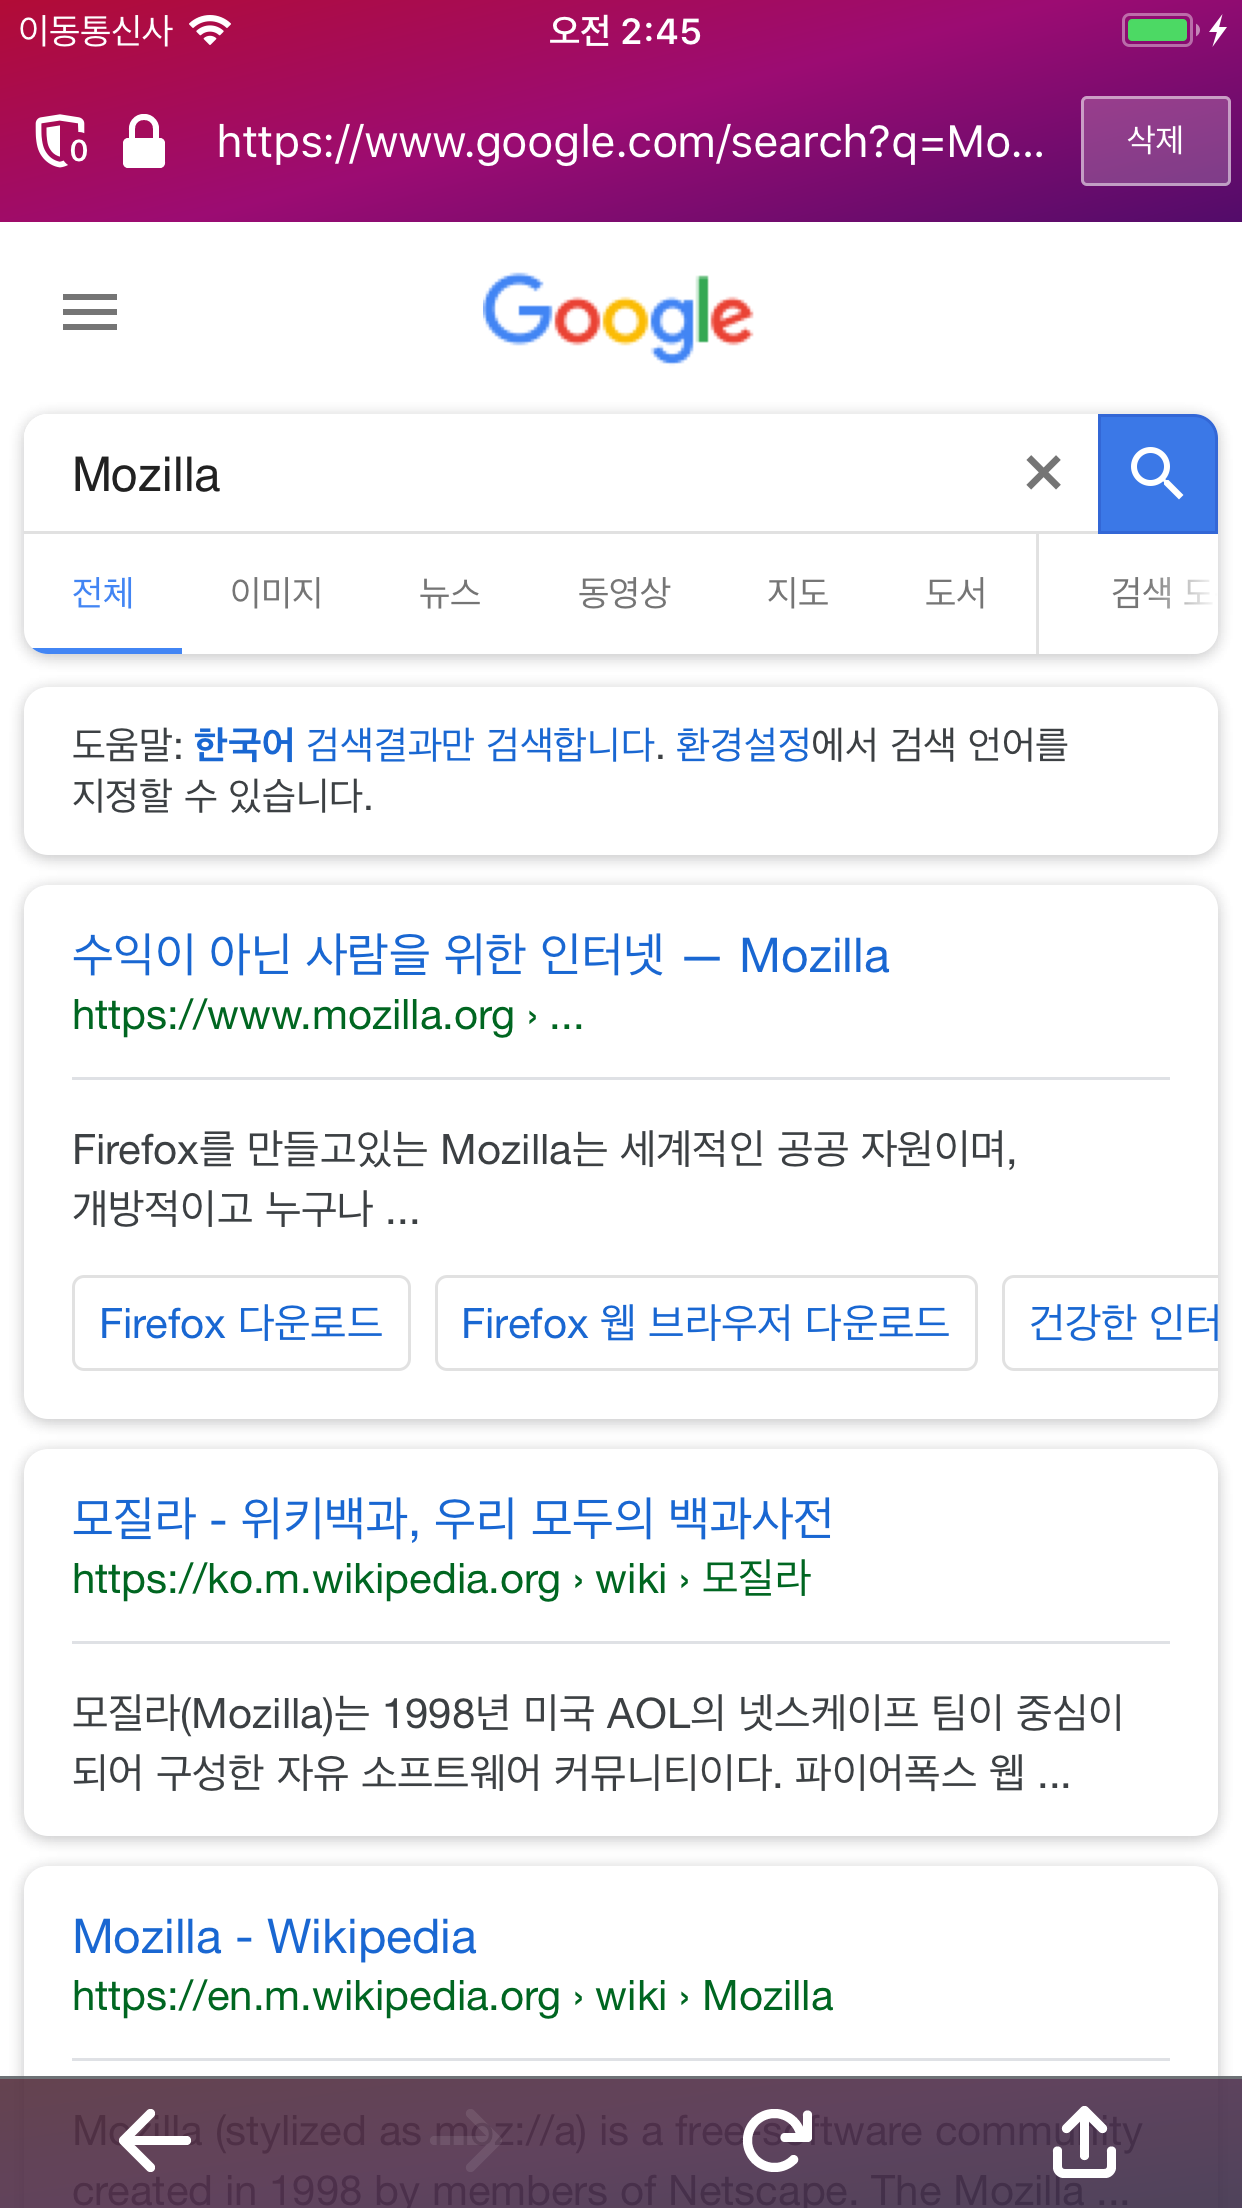 이동통신사
오전 2:45
0
https://www.google.com/search?q=Mo...
삭제
Google
Mozilla
전체 이미지 뉴스 동영상 지도 도서 검색
도움말: 한국어 검색결과만 검색합니다. 환경설정에서 검색 언어를
지정할 수 있습니다.
수익이 아닌 사람을 위한 인터넷 — Mozilla
https://www.mozilla.org › ...
Firefox를 만들고있는 Mozilla는 세계적인 공공 자원이며,
개방적이고 누구나 ...
Firefox 다운로드
Firefox 웹 브라우저 다운로드
건강한 인터
모질라 - 위키백과, 우리 모두의 백과사전
https://ko.m.wikipedia.org › wiki › 모질라
모질라(Mozilla)는 1998년 미국 AOL의 넷스케이프 팀이 중심이
되어 구성한 자유 소프트웨어 커뮤니티이다. 파이어폭스 웹 ...
Mozilla - Wikipedia
https://en.m.wikipedia.org › wiki › Mozilla
Mozilla (stylized as moz://a) is a free-software community
created in 1998 by members of Netscape. The Mozilla ...